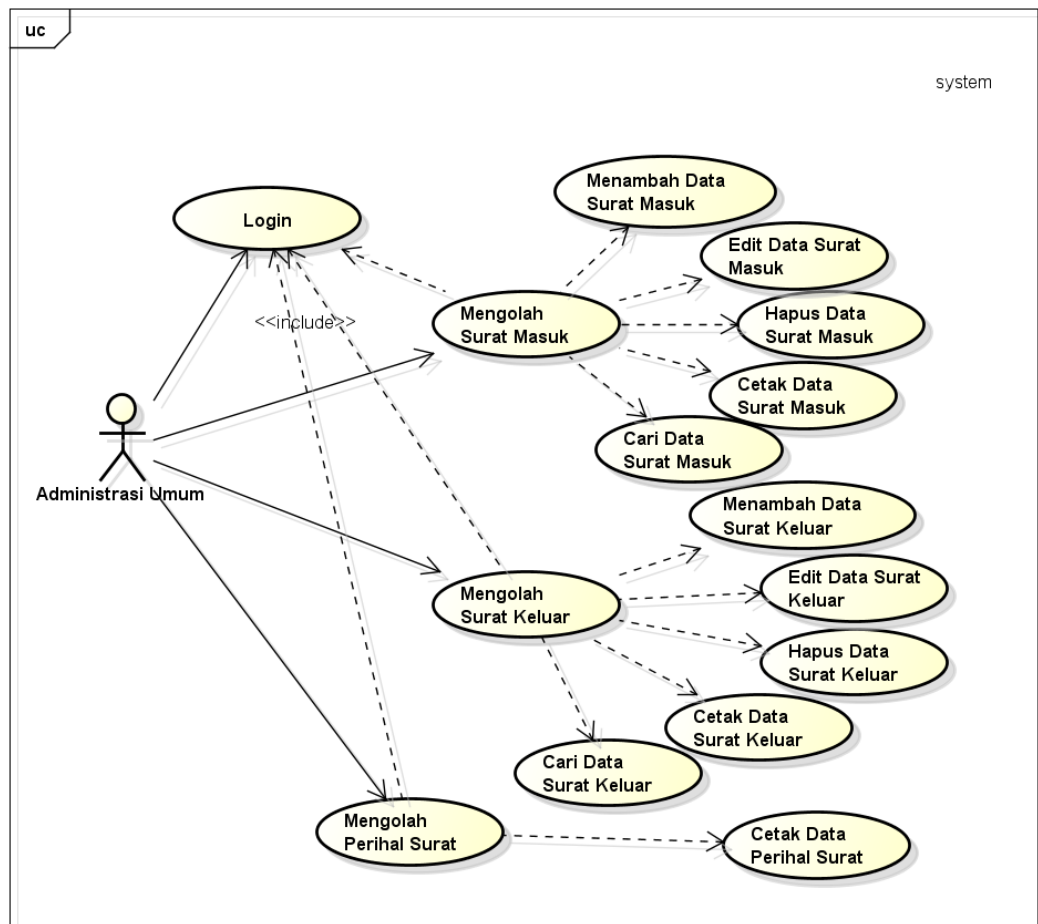 uc
system
Menambah Data
Surat Masuk
Login
Edit Data Surat
Masuk
<<include>>
Mengolah
Surat Masuk
Hapus Data
Surat Masuk
Cetak Data
Surat Masuk
Cari Data
Surat Masuk
Administrasi Umum
Menambah Data
Surat Keluar
Mengolah
Surat Keluar
Edit Data Surat
Keluar
Hapus Data
Surat Keluar
Cetak Data
Surat Keluar
Cari Data
Surat Keluar
Mengolah
Perihal Surat
Cetak Data
Perihal Surat